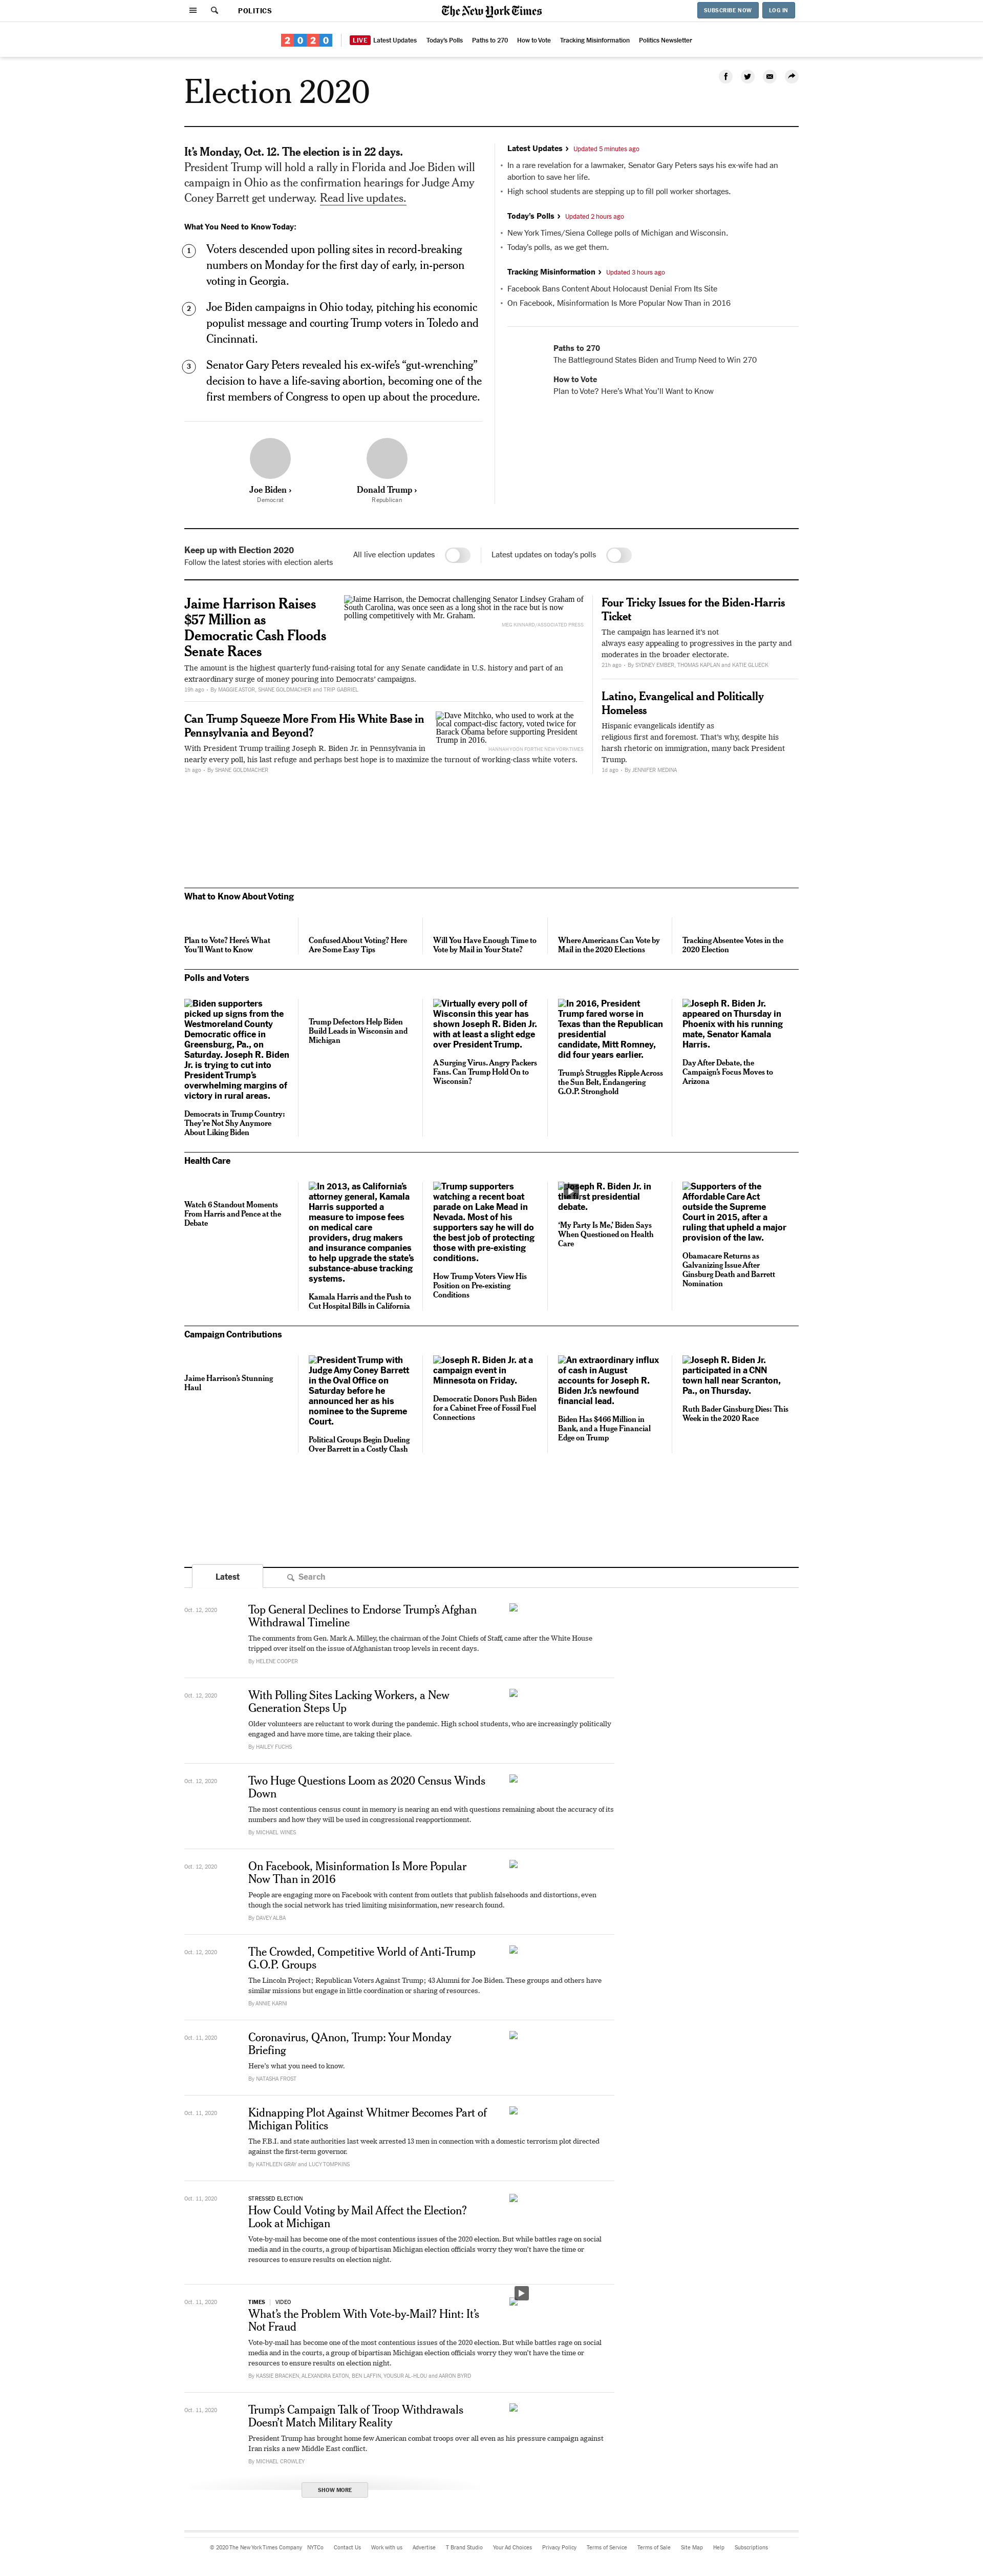 POLITICS
The New York Times
SUBSCRIBE NOW
LOG IN
2020
LIVE Latest Updates
Today's Polls
Paths to 270
How to Vote
Tracking Misinformation
Politics Newsletter
Election 2020
It's Monday, Oct. 12. The election is in 22 days.
President Trump will hold a rally in Florida and Joe Biden will
campaign in Ohio as the confirmation hearings for Judge Amy
Coney Barrett get underway. Read live updates.
What You Need to Know Today:
1
Voters descended upon polling sites in record-breaking
numbers on Monday for the first day of early, in-person
voting in Georgia.
2
Joe Biden campaigns in Ohio today, pitching his economic
populist message and courting Trump voters in Toledo and
Cincinnati.
3
Senator Gary Peters revealed his ex-wife's "gut-wrenching"
decision to have a life-saving abortion, becoming one of the
first members of Congress to open up about the procedure.
Joe Biden ›
Democrat
Donald Trump ›
Republican
Latest Updates › Updated 5 minutes ago
• In a rare revelation for a lawmaker, Senator Gary Peters says his ex-wife had an
abortion to save her life.
• High school students are stepping up to fill poll worker shortages.
Today's Polls › Updated 2 hours ago
• New York Times/Siena College polls of Michigan and Wisconsin.
• Today's polls, as we get them.
Tracking Misinformation › Updated 3 hours ago
• Facebook Bans Content About Holocaust Denial From Its Site
• On Facebook, Misinformation Is More Popular Now Than in 2016
Paths to 270
The Battleground States Biden and Trump Need to Win 270
How to Vote
Plan to Vote? Here's What You'll Want to Know
Keep up with Election 2020
Follow the latest stories with election alerts
All live election updates
Latest updates on today's polls
Jaime Harrison Raises
$57 Million as
Democratic Cash Floods
Senate Races
Jaime Harrison, the Democrat challenging Senator Lindsey Graham of
South Carolina, was once seen as a long shot in the race but is now
polling competitively with Mr. Graham.
MEG KINNARD/ASSOCIATED PRESS
The amount is the highest quarterly fund-raising total for any Senate candidate in U.S. history and part of an
extraordinary surge of money pouring into Democrats' campaigns.
19h ago • By MAGGIE ASTOR, SHANE GOLDMACHER and TRIP GABRIEL
Can Trump Squeeze More From His White Base in
Pennsylvania and Beyond?
Dave Mitchko, who used to work at the
local compact-disc factory, voted twice for
Barack Obama before supporting President
Trump in 2016.
HANNAH YOON FOR THE NEW YORK TIMES
With President Trump trailing Joseph R. Biden Jr. in Pennsylvania in
nearly every poll, his last refuge and perhaps best hope is to maximize the turnout of working-class white voters.
1h ago • By SHANE GOLDMACHER
Four Tricky Issues for the Biden-Harris
Ticket
The campaign has learned it's not
always easy appealing to progressives in the party and
moderates in the broader electorate.
21h ago • By SYDNEY EMBER, THOMAS KAPLAN and KATIE GLUECK
Latino, Evangelical and Politically
Homeless
Hispanic evangelicals identify as
religious first and foremost. That's why, despite his
harsh rhetoric on immigration, many back President
Trump.
1d ago • By JENNIFER MEDINA
What to Know About Voting
Plan to Vote? Here's What
You'll Want to Know
Confused About Voting? Here
Are Some Easy Tips
Will You Have Enough Time to
Vote by Mail in Your State?
Where Americans Can Vote by
Mail in the 2020 Elections
Tracking Absentee Votes in the
2020 Election
Polls and Voters
Biden supporters
picked up signs from the
Westmoreland County
Democratic office in
Greensburg, Pa., on
Saturday. Joseph R. Biden
Jr. is trying to cut into
President Trump's
overwhelming margins of
victory in rural areas.
Democrats in Trump Country:
They're Not Shy Anymore
About Liking Biden
Trump Defectors Help Biden
Build Leads in Wisconsin and
Michigan
Virtually every poll of
Wisconsin this year has
shown Joseph R. Biden Jr.
with at least a slight edge
over President Trump.
A Surging Virus. Angry Packers
Fans. Can Trump Hold On to
Wisconsin?
In 2016, President
Trump fared worse in
Texas than the Republican
presidential
candidate, Mitt Romney,
did four years earlier.
Trump's Struggles Ripple Across
the Sun Belt, Endangering
G.O.P. Stronghold
Joseph R. Biden Jr.
appeared on Thursday in
Phoenix with his running
mate, Senator Kamala
Harris.
Day After Debate, the
Campaign's Focus Moves to
Arizona
Health Care
Watch 6 Standout Moments
From Harris and Pence at the
Debate
In 2013, as California's
attorney general, Kamala
Harris supported a
measure to impose fees
on medical care
providers, drug makers
and insurance companies
to help upgrade the state's
substance-abuse tracking
systems.
Kamala Harris and the Push to
Cut Hospital Bills in California
Trump supporters
watching a recent boat
parade on Lake Mead in
Nevada. Most of his
supporters say he will do
the best job of protecting
those with pre-existing
conditions.
How Trump Voters View His
Position on Pre-existing
Conditions
Joseph R. Biden Jr. in
the first presidential
debate.
'My Party Is Me,' Biden Says
When Questioned on Health
Care
Supporters of the
Affordable Care Act
outside the Supreme
Court in 2015, after a
ruling that upheld a major
provision of the law.
Obamacare Returns as
Galvanizing Issue After
Ginsburg Death and Barrett
Nomination
Campaign Contributions
Jaime Harrison's Stunning
Haul
President Trump with
Judge Amy Coney Barrett
in the Oval Office on
Saturday before he
announced her as his
nominee to the Supreme
Court.
Political Groups Begin Dueling
Over Barrett in a Costly Clash
Joseph R. Biden Jr. at a
campaign event in
Minnesota on Friday.
Democratic Donors Push Biden
for a Cabinet Free of Fossil Fuel
Connections
An extraordinary influx
of cash in August
accounts for Joseph R.
Biden Jr.'s newfound
financial lead.
Biden Has $466 Million in
Bank, and a Huge Financial
Edge on Trump
Joseph R. Biden Jr.
participated in a CNN
town hall near Scranton,
Pa., on Thursday.
Ruth Bader Ginsburg Dies: This
Week in the 2020 Race
Latest
Search
Oct. 12, 2020
Top General Declines to Endorse Trump's Afghan
Withdrawal Timeline
The comments from Gen. Mark A. Milley, the chairman of the Joint Chiefs of Staff, came after the White House
tripped over itself on the issue of Afghanistan troop levels in recent days.
By HELENE COOPER
Oct. 12, 2020
With Polling Sites Lacking Workers, a New
Generation Steps Up
Older volunteers are reluctant to work during the pandemic. High school students, who are increasingly politically
engaged and have more time, are taking their place.
By HAILEY FUCHS
Oct. 12, 2020
Two Huge Questions Loom as 2020 Census Winds
Down
The most contentious census count in memory is nearing an end with questions remaining about the accuracy of its
numbers and how they will be used in congressional reapportionment.
By MICHAEL WINES
Oct. 12, 2020
On Facebook, Misinformation Is More Popular
Now Than in 2016
People are engaging more on Facebook with content from outlets that publish falsehoods and distortions, even
though the social network has tried limiting misinformation, new research found.
By DAVEY ALBA
Oct. 12, 2020
The Crowded, Competitive World of Anti-Trump
G.O.P. Groups
The Lincoln Project; Republican Voters Against Trump; 43 Alumni for Joe Biden. These groups and others have
similar missions but engage in little coordination or sharing of resources.
By ANNIE KARNI
Oct. 11, 2020
Coronavirus, QAnon, Trump: Your Monday
Briefing
Here's what you need to know.
By NATASHA FROST
Oct. 11, 2020
Kidnapping Plot Against Whitmer Becomes Part of
Michigan Politics
The F.B.I. and state authorities last week arrested 13 men in connection with a domestic terrorism plot directed
against the first-term governor.
By KATHLEEN GRAY and LUCY TOMPKINS
Oct. 11, 2020
STRESSED ELECTION
How Could Voting by Mail Affect the Election?
Look at Michigan
Vote-by-mail has become one of the most contentious issues of the 2020 election. But while battles rage on social
media and in the courts, a group of bipartisan Michigan election officials worry they won't have the time or
resources to ensure results on election night.
Oct. 11, 2020
TIMES | VIDEO
What's the Problem With Vote-by-Mail? Hint: It's
Not Fraud
Vote-by-mail has become one of the most contentious issues of the 2020 election. But while battles rage on social
media and in the courts, a group of bipartisan Michigan election officials worry they won't have the time or
resources to ensure results on election night.
By KASSIE BRACKEN, ALEXANDRA EATON, BEN LAFFIN, YOUSUR AL-HLOU and AARON BYRD
Oct. 11, 2020
Trump's Campaign Talk of Troop Withdrawals
Doesn't Match Military Reality
President Trump has brought home few American combat troops over all even as his pressure campaign against
Iran risks a new Middle East conflict.
By MICHAEL CROWLEY
SHOW MORE
© 2020 The New York Times Company
NYTCo
Contact Us
Work with us
Advertise
T Brand Studio
Your Ad Choices
Privacy Policy
Terms of Service
Terms of Sale
Site Map
Help
Subscriptions